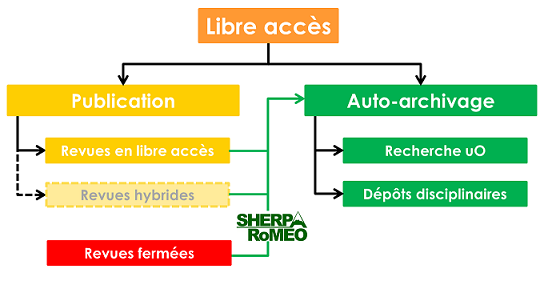 Libre accès
Publication
Auto-archivage
Revues en libre accès
Recherche uO
Revues hybrides
Dépôts disciplinaires
SHERPA
RoMEO
Revues fermées